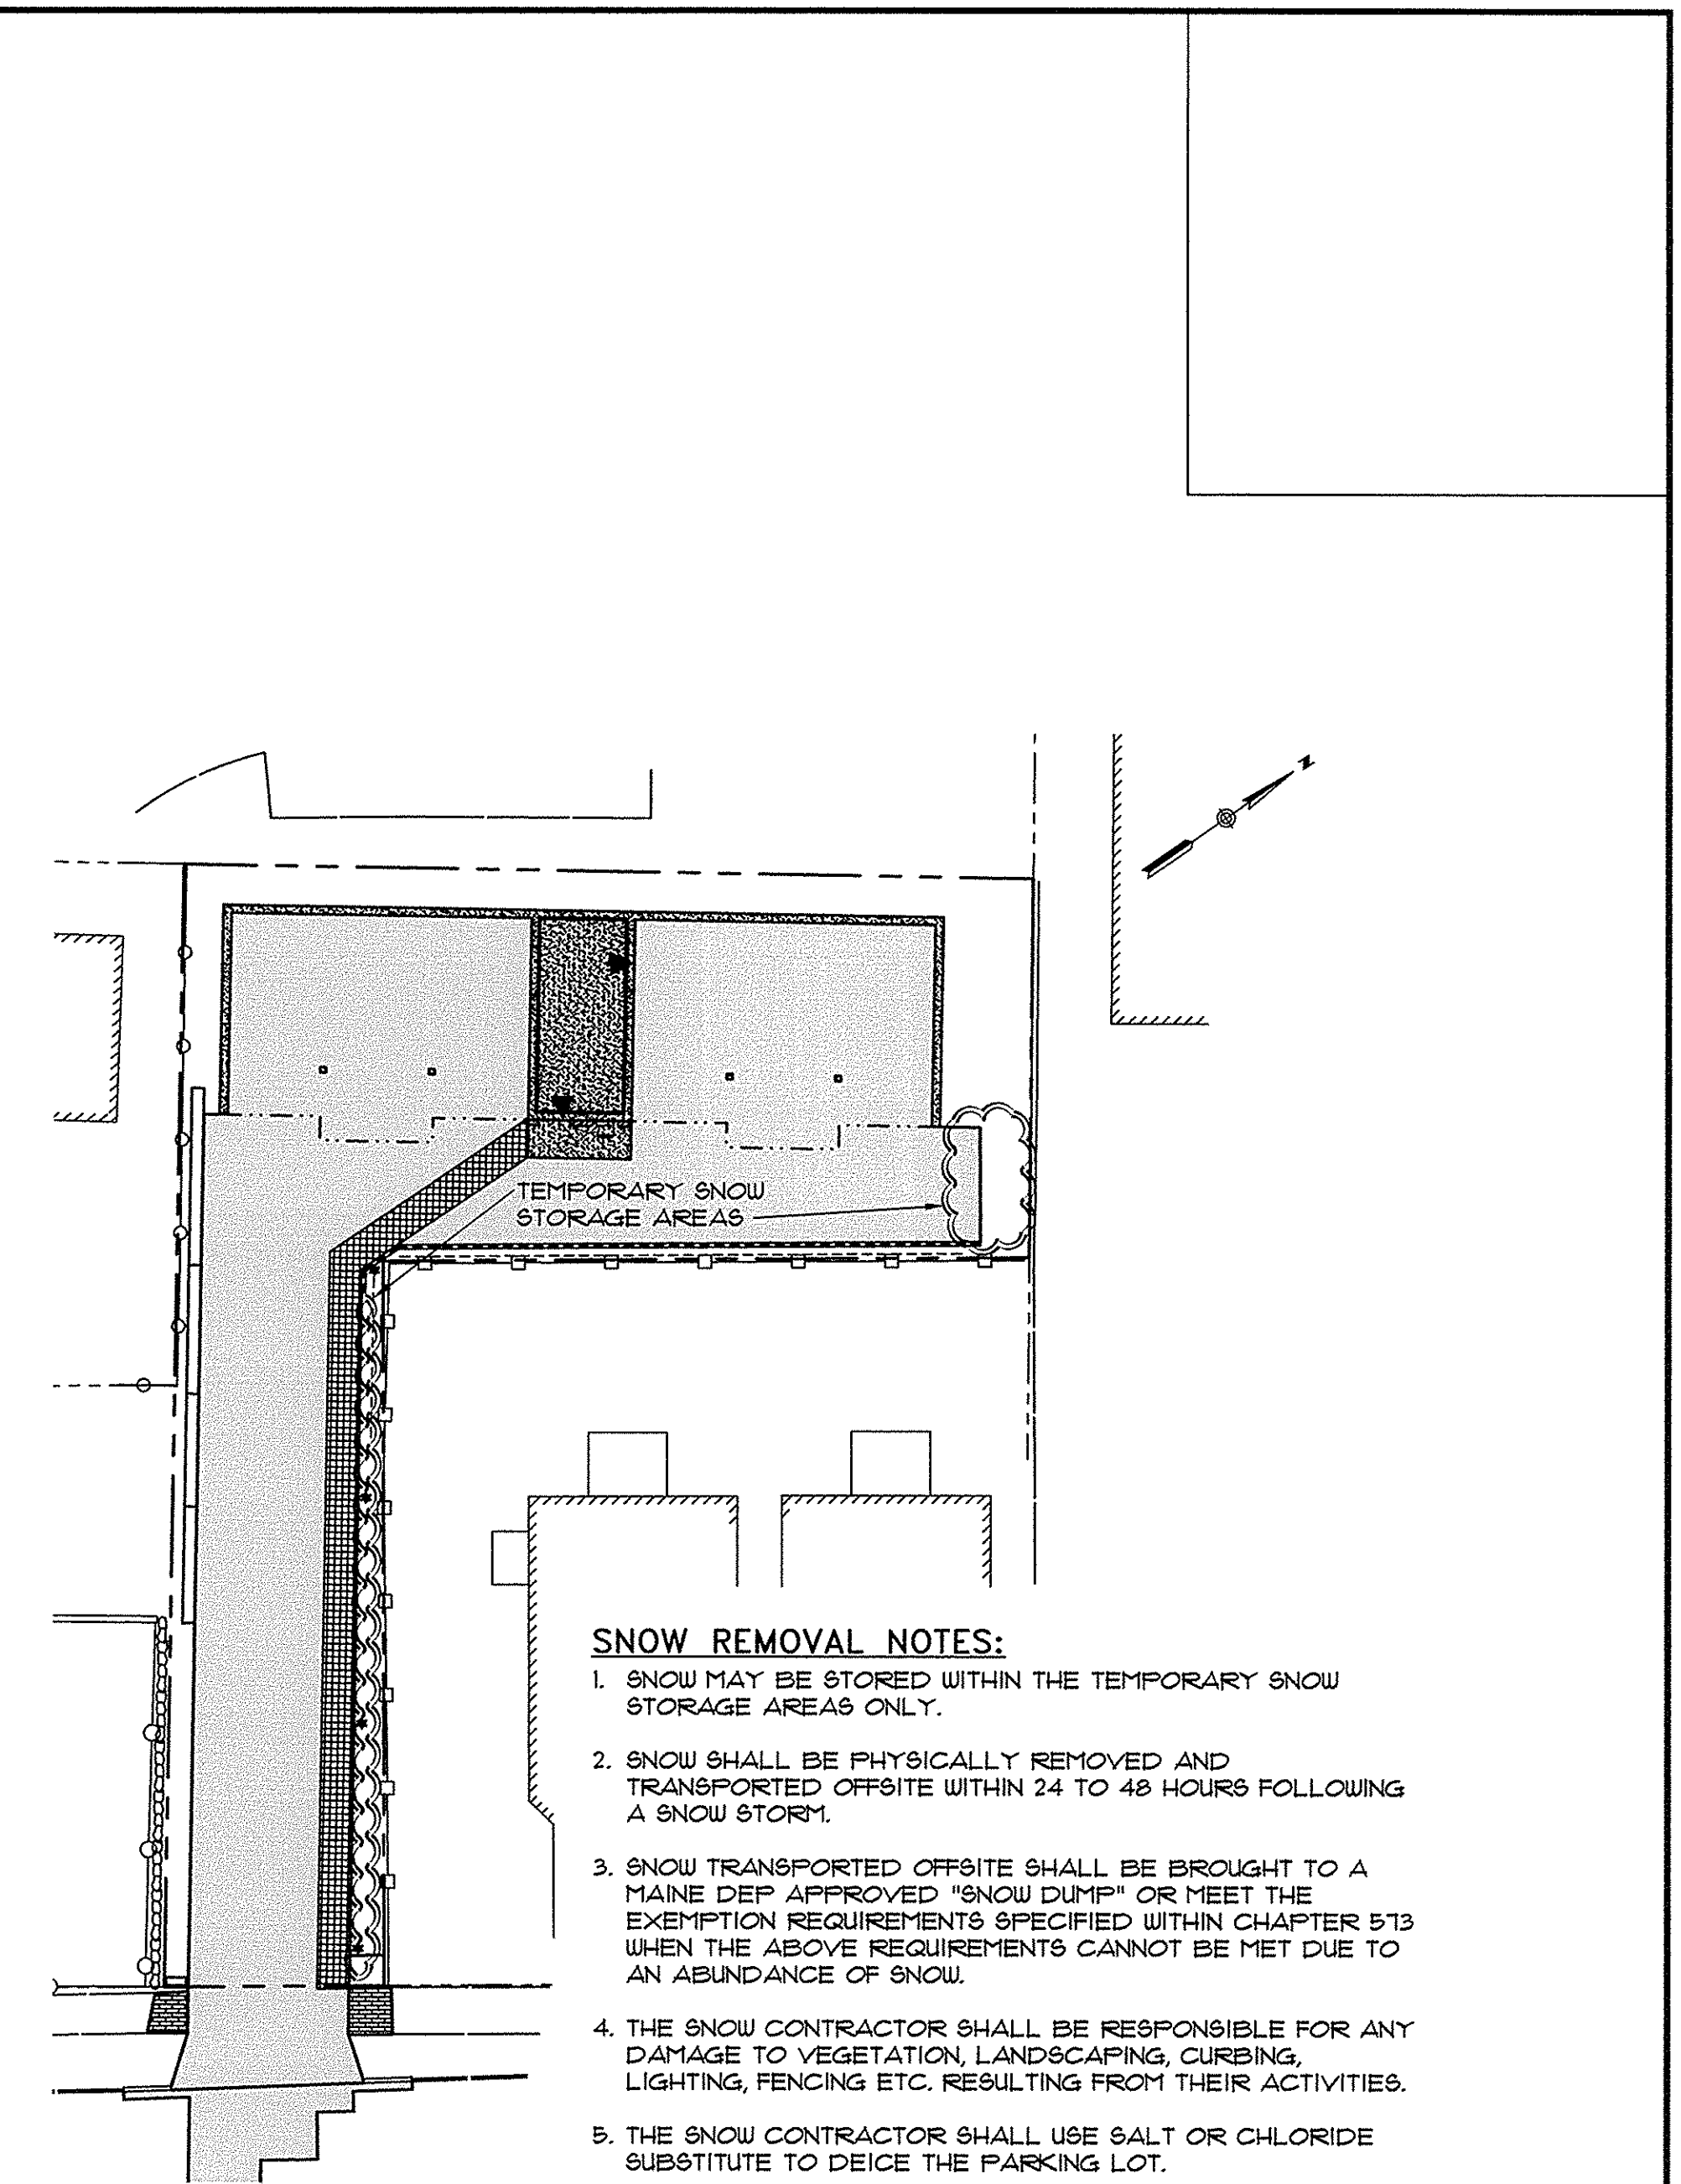 N
TEMPORARY SNOW
STORAGE AREAS
SNOW REMOVAL NOTES:
1. SNOW MAY BE STORED WITHIN THE TEMPORARY SNOW
STORAGE AREAS ONLY.
2. SNOW SHALL BE PHYSICALLY REMOVED AND
TRANSPORTED OFFSITE WITHIN 24 TO 48 HOURS FOLLOWING
A SNOW STORM.
3. SNOW TRANSPORTED OFFSITE SHALL BE BROUGHT TO A
MAINE DEP APPROVED "SNOW DUMP" OR MEET THE
EXEMPTION REQUIREMENTS SPECIFIED WITHIN CHAPTER 573
WHEN THE ABOVE REQUIREMENTS CANNOT BE MET DUE TO
AN ABUNDANCE OF SNOW.
4. THE SNOW CONTRACTOR SHALL BE RESPONSIBLE FOR ANY
DAMAGE TO VEGETATION, LANDSCAPING, CURBING,
LIGHTING, FENCING ETC. RESULTING FROM THEIR ACTIVITIES.
5. THE SNOW CONTRACTOR SHALL USE SALT OR CHLORIDE
SUBSTITUTE TO DEICE THE PARKING LOT.